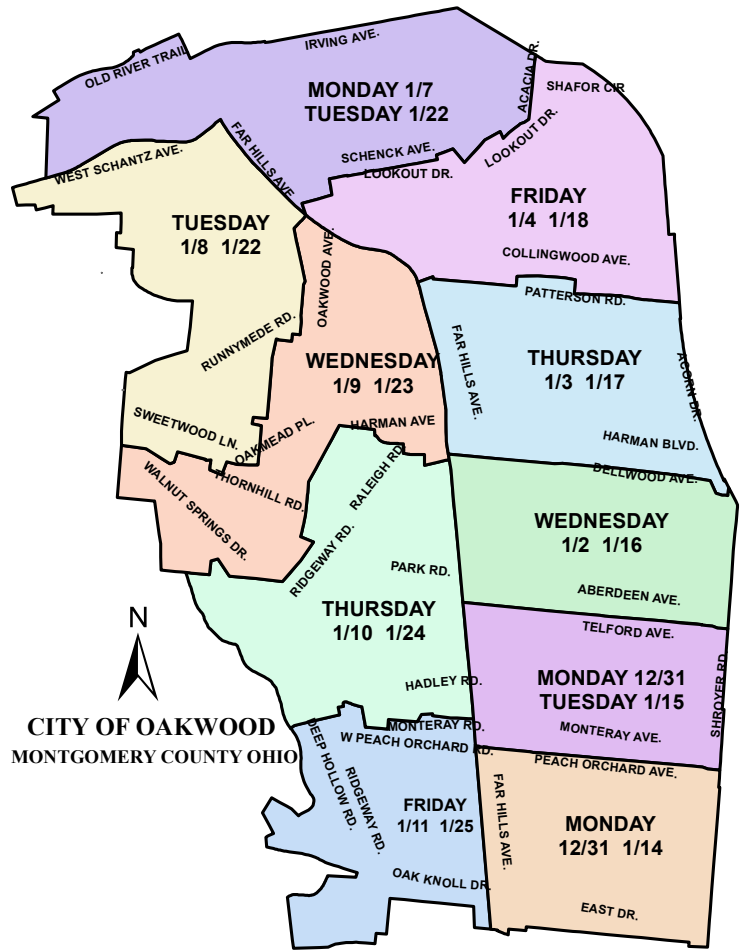 IRVING AVE.
OLD RIVER TRAIL
ACACIA DR.
SHAFOR CIR
MONDAY 1/7
TUESDAY 1/22
FAR HILLS AVE
SCHENCK AVE.
LOOKOUT DR.
LOOKOUT DR.
WEST SCHANTZ AVE.
FRIDAY
1/4 1/18
TUESDAY
1/8 1/22
COLLINGWOOD AVE.
OAKWOOD AVE.
PATTERSON RD.
RUNNYMEDE RD.
FAR HILLS AVE.
WEDNESDAY
1/9 1/23
THURSDAY
1/3 1/17
ACORN DR.
SWEETWOOD LN.
OAKMEAD PL.
HARMAN AVE
HARMAN BLVD.
DELLWOOD AVE.
WALNUT SPRINGS DR.
THORNHILL RD.
RALEIGH RD.
RIDGEWAY RD.
WEDNESDAY
1/2 1/16
PARK RD.
ABERDEEN AVE.
THURSDAY
1/10 1/24
TELFORD AVE.
N
HADLEY RD.
MONDAY 12/31
TUESDAY 1/15
SHROYER RD.
CITY OF OAKWOOD
MONTGOMERY COUNTY OHIO
MONTERAY RD.
W PEACH ORCHARD RD.
MONTERAY AVE.
DEEP HOLLOW RD.
RIDGEWAY RD.
PEACH ORCHARD AVE.
FRIDAY
1/11 1/25
FAR HILLS AVE.
MONDAY
12/31 1/14
OAK KNOLL DR.
EAST DR.